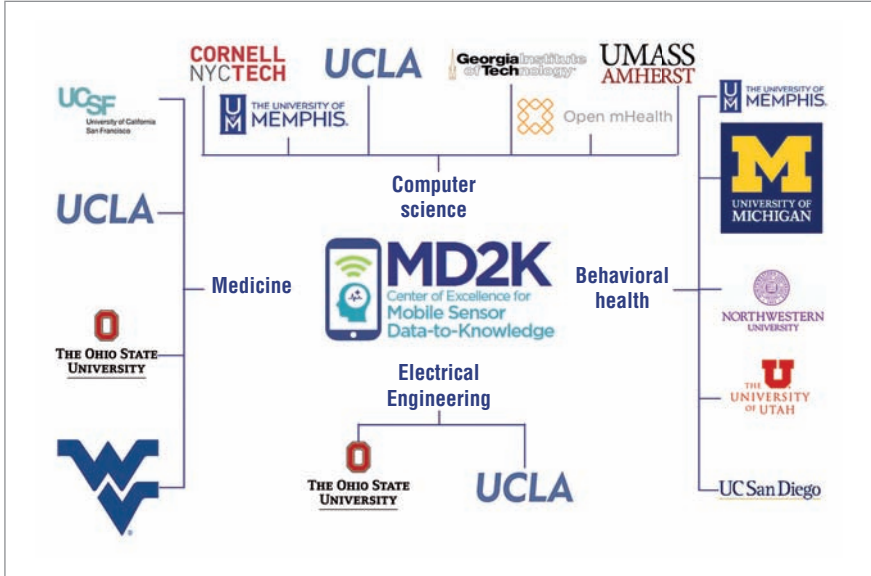 CORNELL
NYCTECH
UCLA
Georgia Institute
of Technology
UMASS
AMHERST
UCSF
University of California
San Francisco
UM
THE UNIVERSITY OF
MEMPHIS.
Open mHealth
UM
THE UNIVERSITY OF
MEMPHIS.
Computer
science
M
UNIVERSITY OF
MICHIGAN
UCLA
Medicine
MD2K
Center of Excellence for
Mobile Sensor
Data-to-Knowledge
Behavioral
health
NORTHWESTERN
UNIVERSITY
O
THE OHIO STATE
UNIVERSITY
Electrical
Engineering
U
THE
UNIVERSITY
OF UTAH
WV
O
THE OHIO STATE
UNIVERSITY
UCLA
UC San Diego